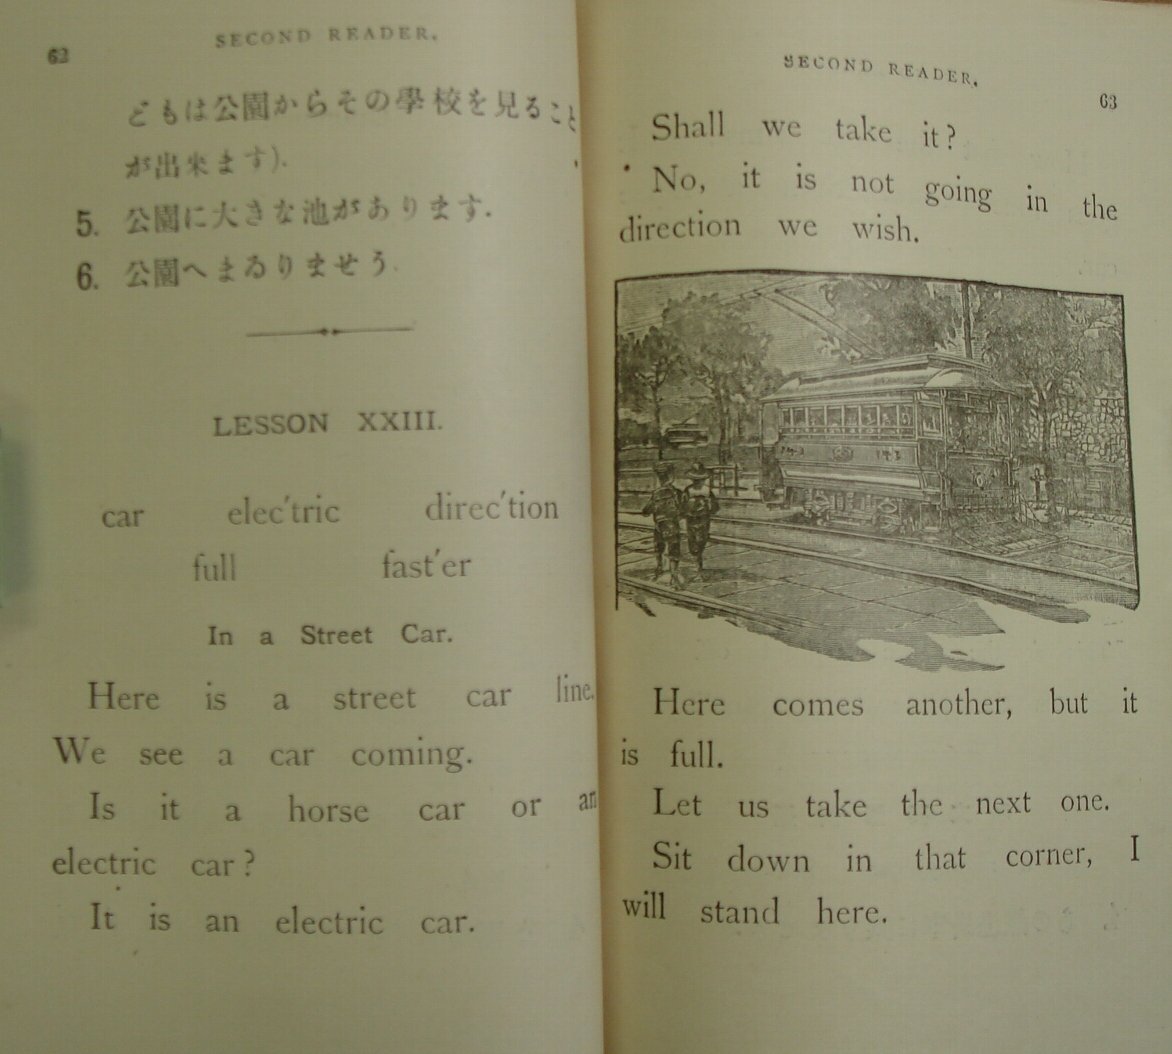 62
SECOND READER.
どもは公園からその學校を見ること
が出來ます).
5. 公園に大きな池があります.
6. 公園へまゐりませう.
LESSON XXIII.
car elec′tric direc′tion
full fast′er
In a Street Car.
Here is a street car line.
We see a car coming.
Is it a horse car or an
electric car?
It is an electric car.
SECOND READER.
63
Shall we take it?
No, it is not going in the
direction we wish.
Here comes another, but it
is full.
Let us take the next one.
Sit down in that corner, I
will stand here.